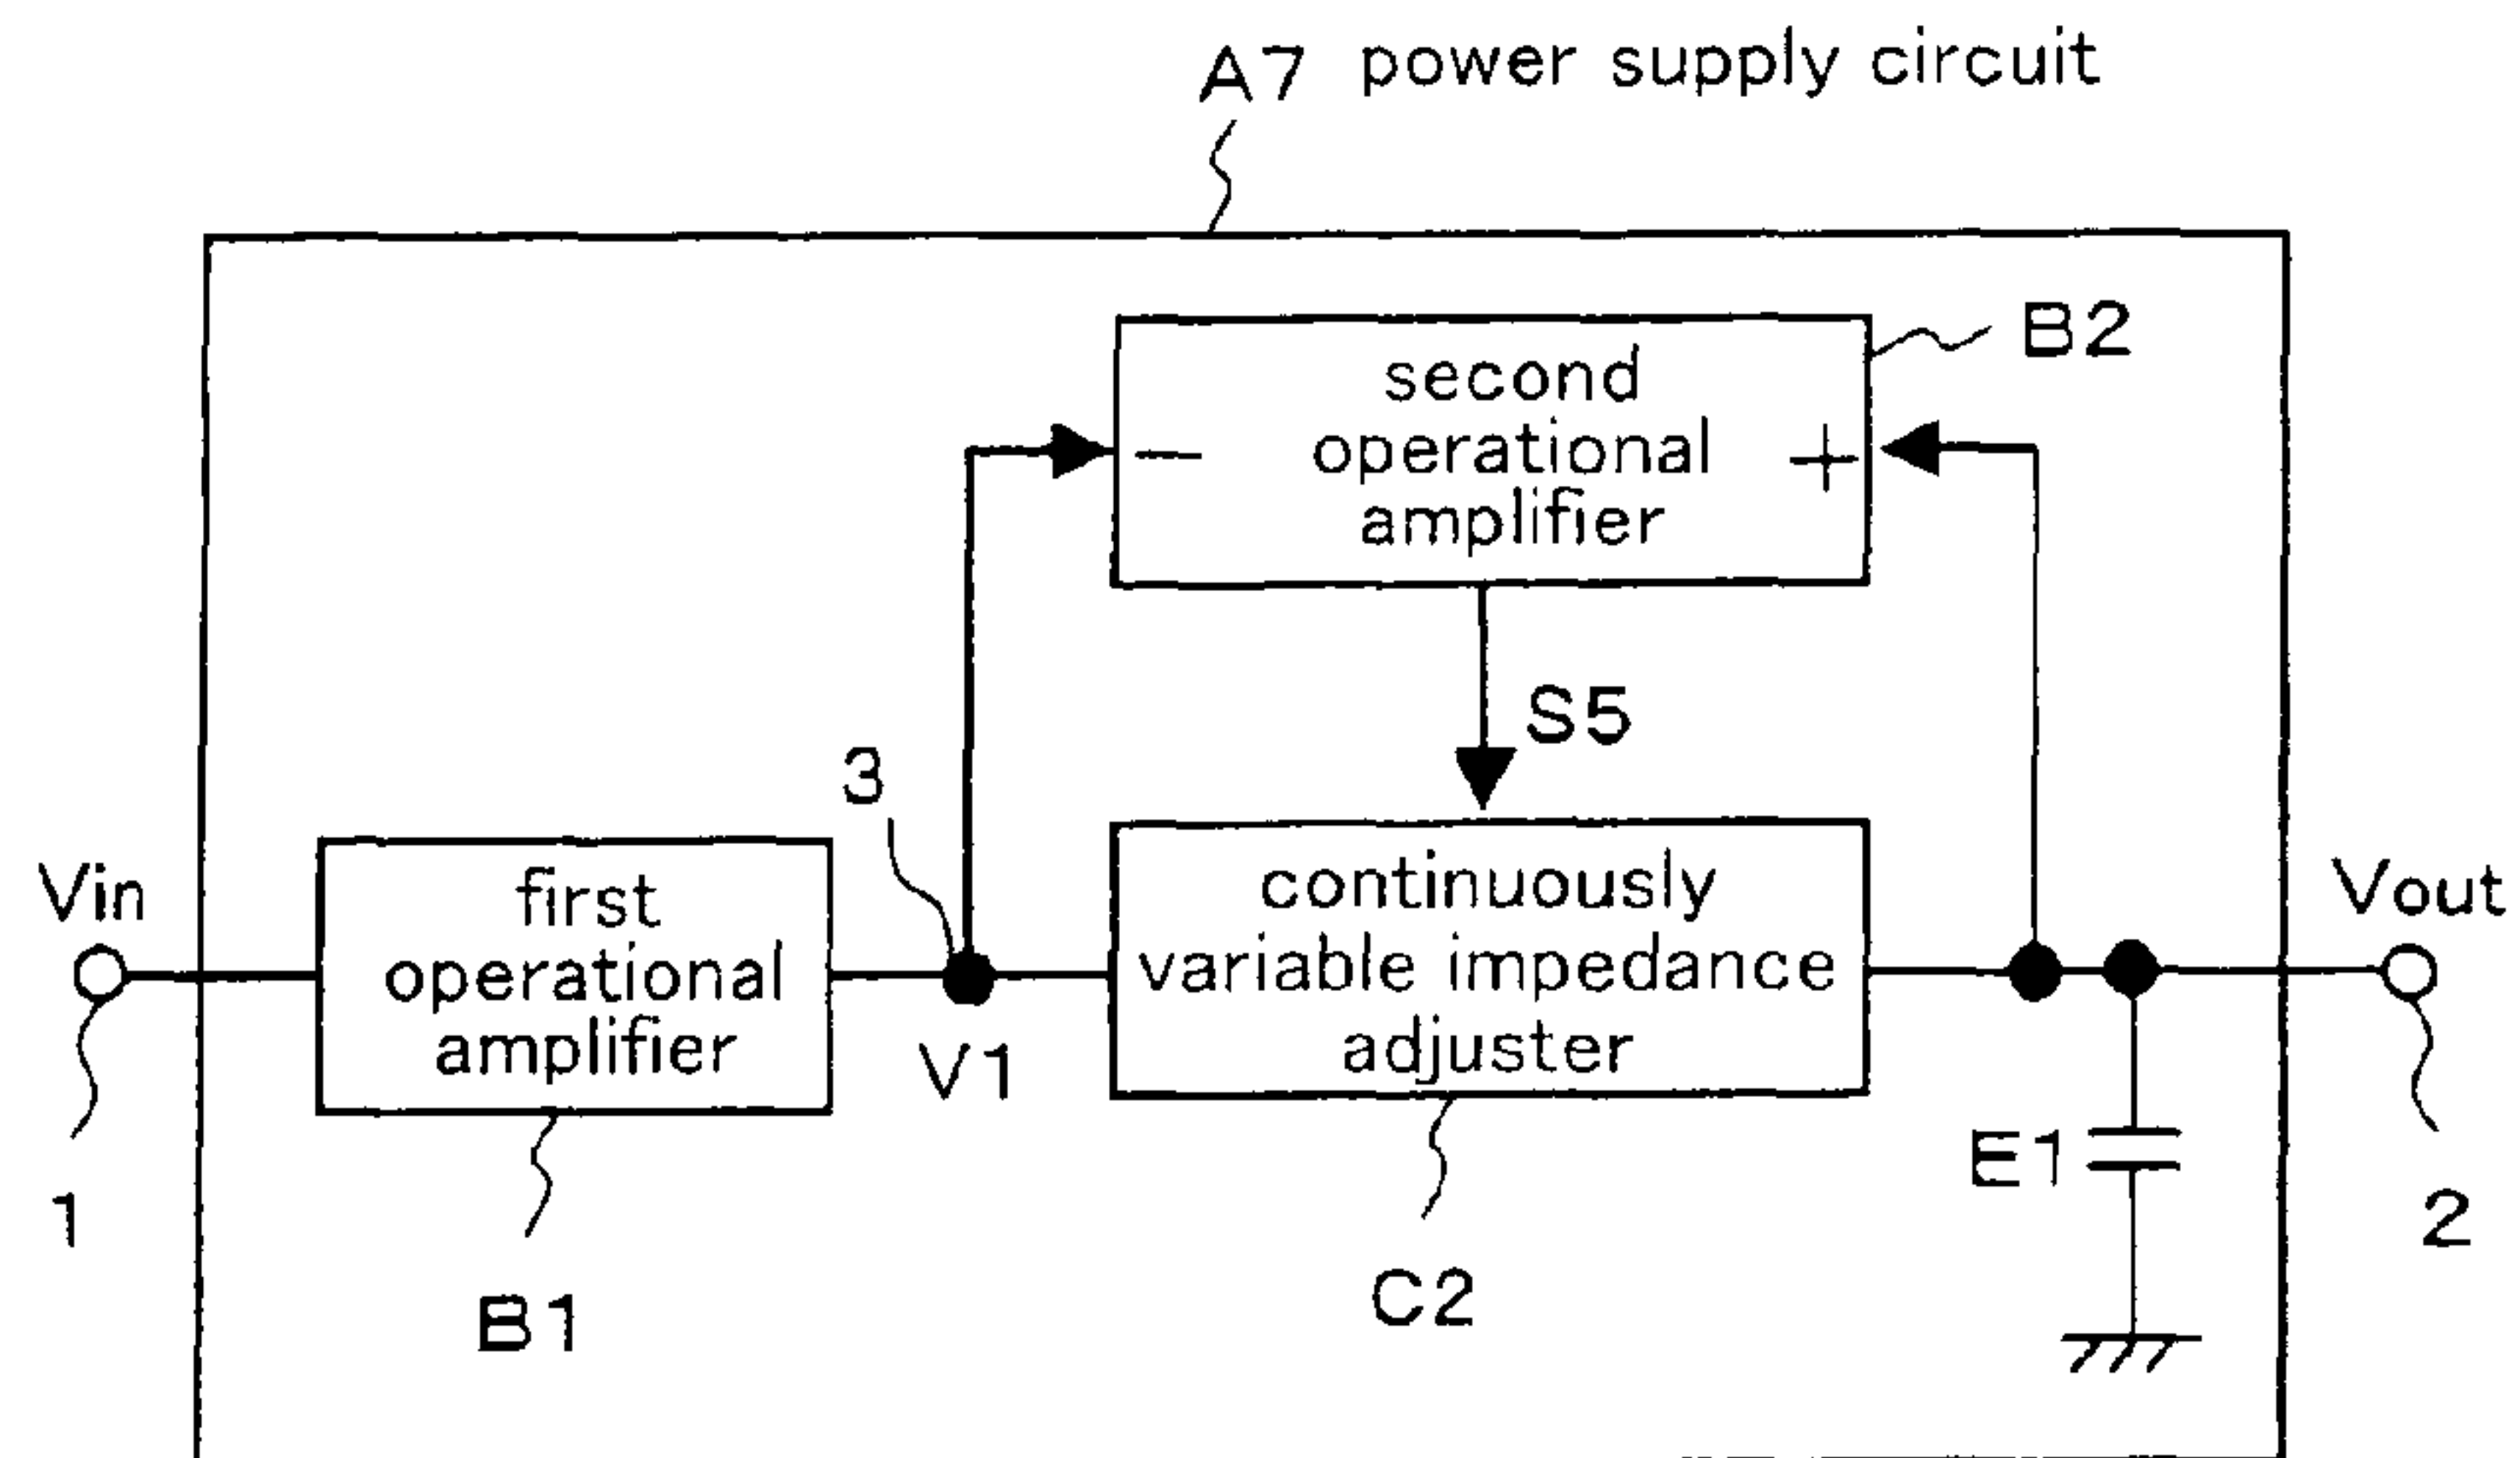 A7 power supply circuit
B2
second
operational
amplifier
− +
S5
3
Vin
first
operational
amplifier
V1
continuously
variable impedance
adjuster
Vout
E1
1
2
B1
C2